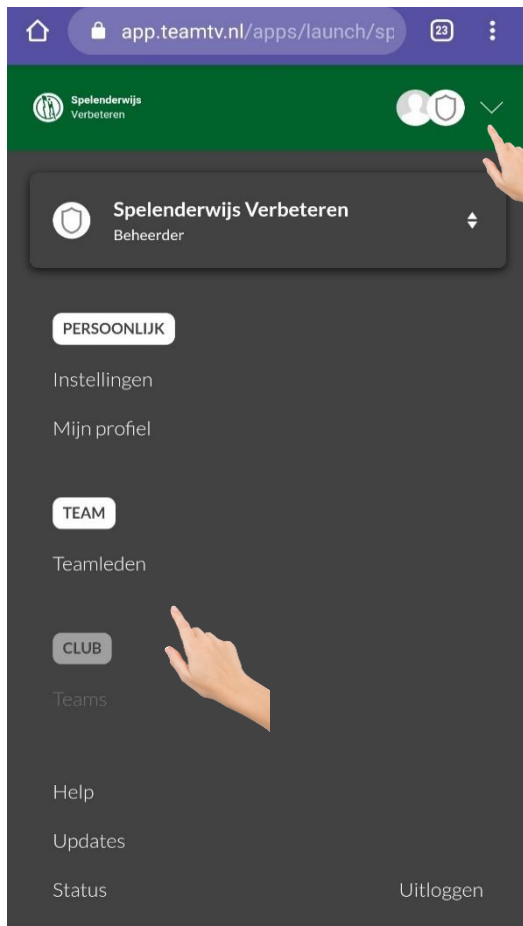 app.teamtv.nl/apps/launch/sp
23
Spelenderwijs
Verbeteren
Spelenderwijs Verbeteren
Beheerder
PERSOONLIJK
Instellingen
Mijn profiel
TEAM
Teamleden
CLUB
Teams
Help
Updates
Status
Uitloggen